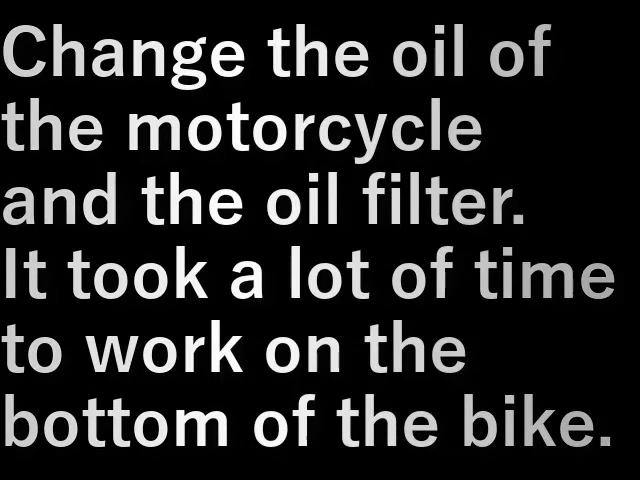 Change the oil of
the motorcycle
and the oil filter.
It took a lot of time
to work on the
bottom of the bike.